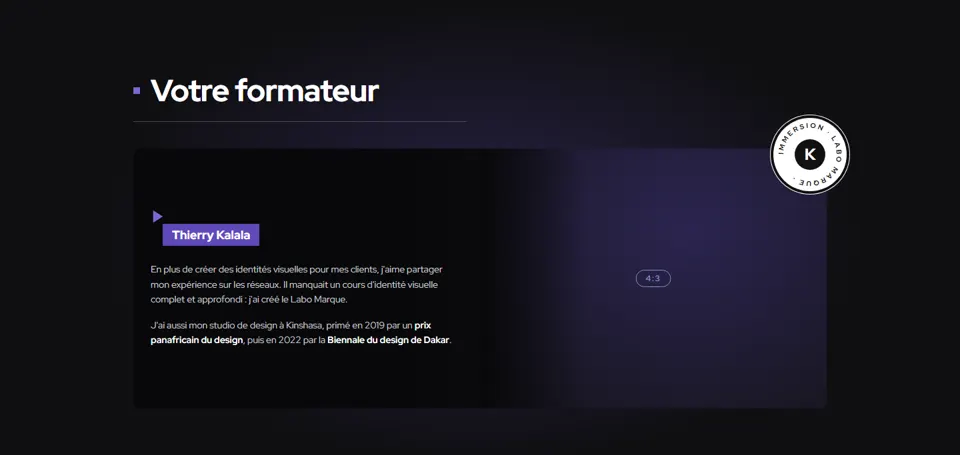 Votre formateur
IMMERSION · LABO MARQUE ·
K
Thierry Kalala
En plus de créer des identités visuelles pour mes clients, j'aime partager
mon expérience sur les réseaux. Il manquait un cours d'identité visuelle
complet et approfondi : j'ai créé le Labo Marque.
J'ai aussi mon studio de design à Kinshasa, primé en 2019 par un prix
panafricain du design, puis en 2022 par la Biennale du design de Dakar.
4:3